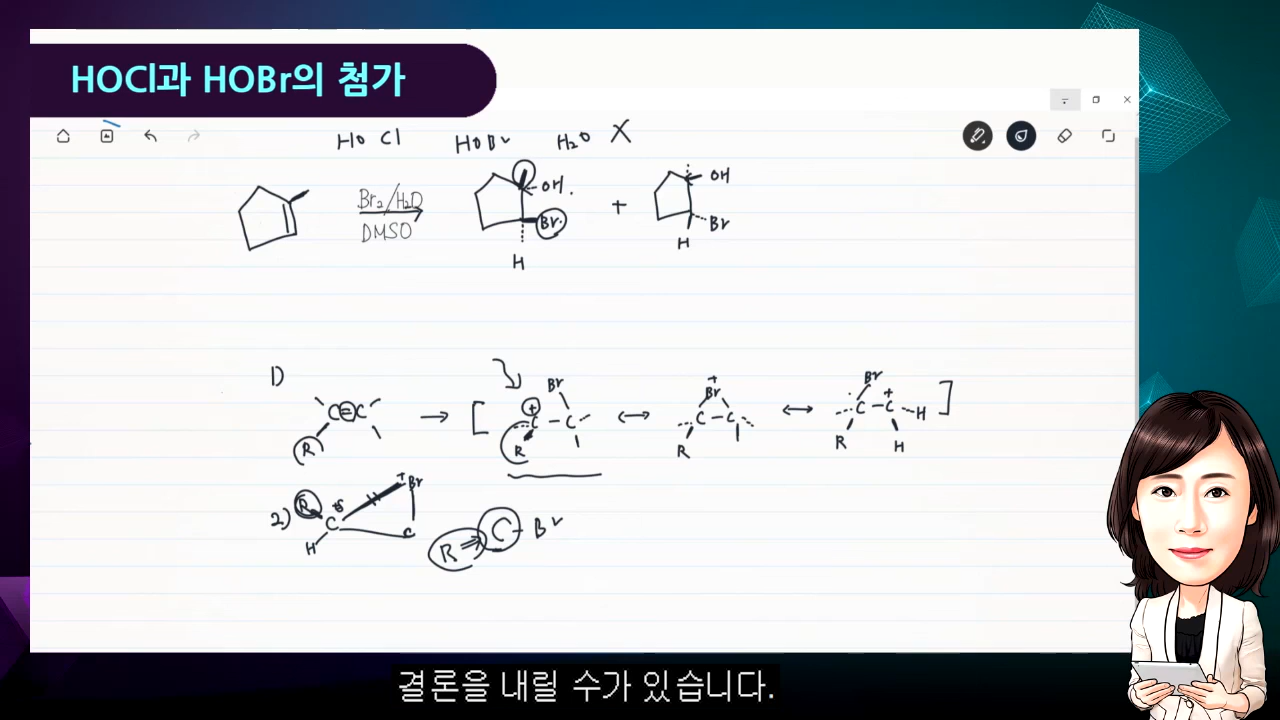 HOCl과 HOBr의 첨가
HO Cl HOBr H2O X
Br2/H2O
DMSO
OH
Br
H
+
OH
Br
H
1)
C=C
R
→ [
Br
+
C - C
R
↔
+
Br
C - C
R
↔
Br
+
C - C - H
R H
]
2) R
C
δ+
+Br
C
H
R ⇒ C - Br
결론을 내릴 수가 있습니다.